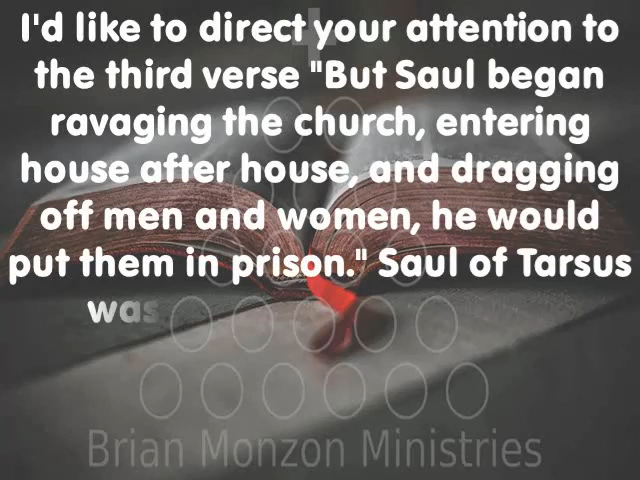 I'd like to direct your attention to
the third verse "But Saul began
ravaging the church, entering
house after house, and dragging
off men and women, he would
put them in prison." Saul of Tarsus
was
Brian Monzon Ministries